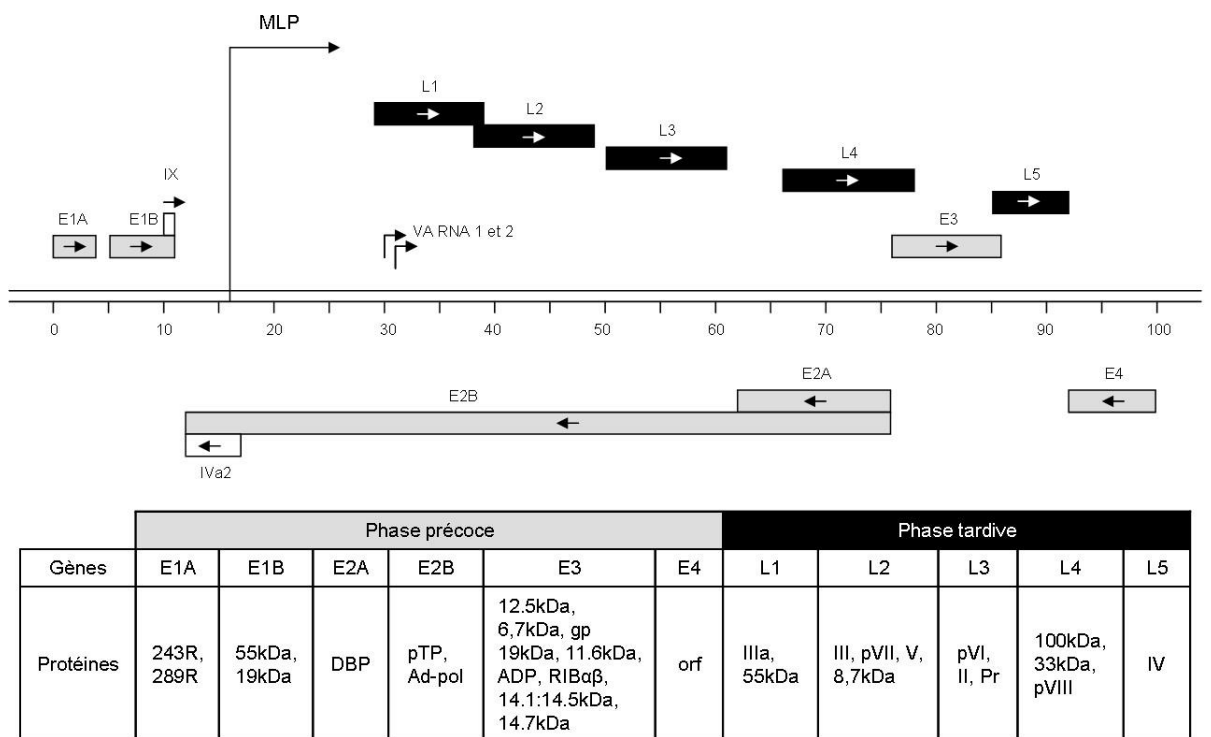 MLP
L1
L2
L3
L4
L5
IX
E1A
E1B
VA RNA 1 et 2
E3
0 10 20 30 40 50 60 70 80 90 100
E2A
E4
E2B
IVa2
Phase précoce Phase tardive
Gènes E1A E1B E2A E2B E3 E4 L1 L2 L3 L4 L5
Protéines
243R,
289R
55kDa,
19kDa
DBP
pTP,
Ad-pol
12.5kDa,
6,7kDa, gp
19kDa, 11.6kDa,
ADP, RIBαβ,
14.1:14.5kDa,
14.7kDa
orf
IIIa,
55kDa
III, pVII, V,
8,7kDa
pVI,
II, Pr
100kDa,
33kDa,
pVIII
IV